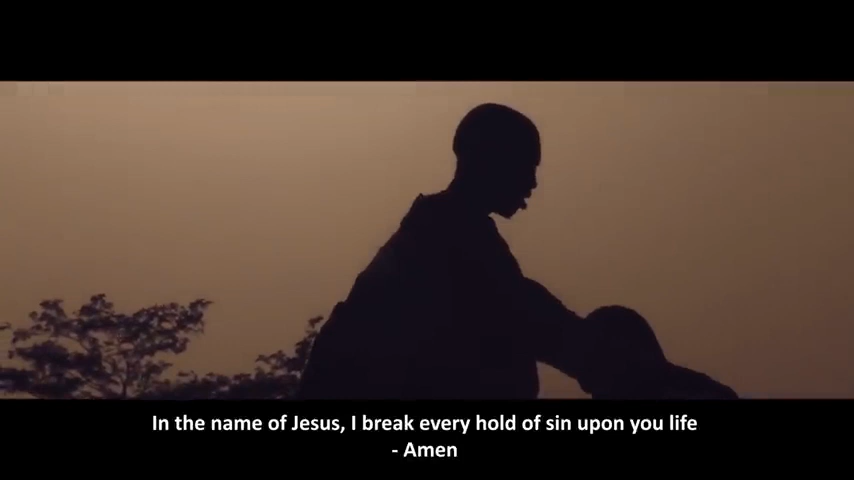 In the name of Jesus, I break every hold of sin upon you life
- Amen